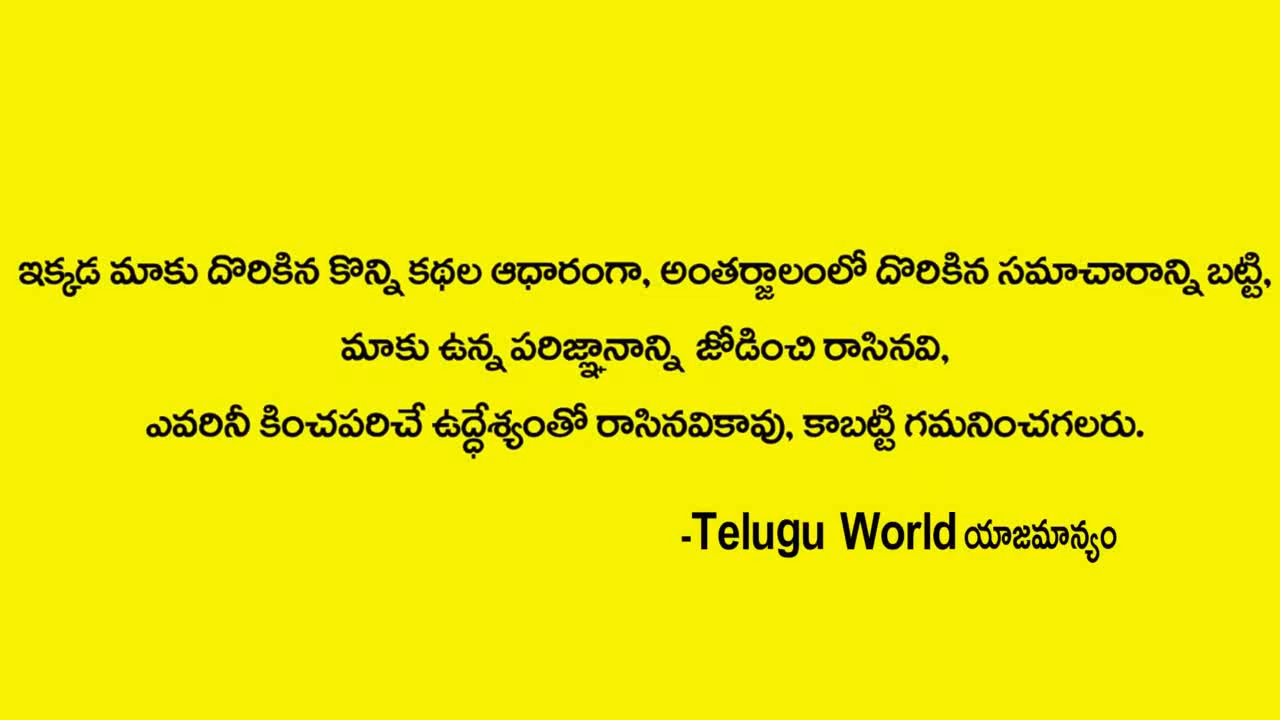 ఇక్కడ మాకు దొరికిన కొన్ని కథల ఆధారంగా, అంతర్జాలంలో దొరికిన సమాచారాన్ని బట్టి,
మాకు ఉన్న పరిజ్ఞానాన్ని జోడించి రాసినవి,
ఎవరినీ కించపరిచే ఉద్ధేశ్యంతో రాసినవికావు, కాబట్టి గమనించగలరు.
-Telugu World యాజమాన్యం